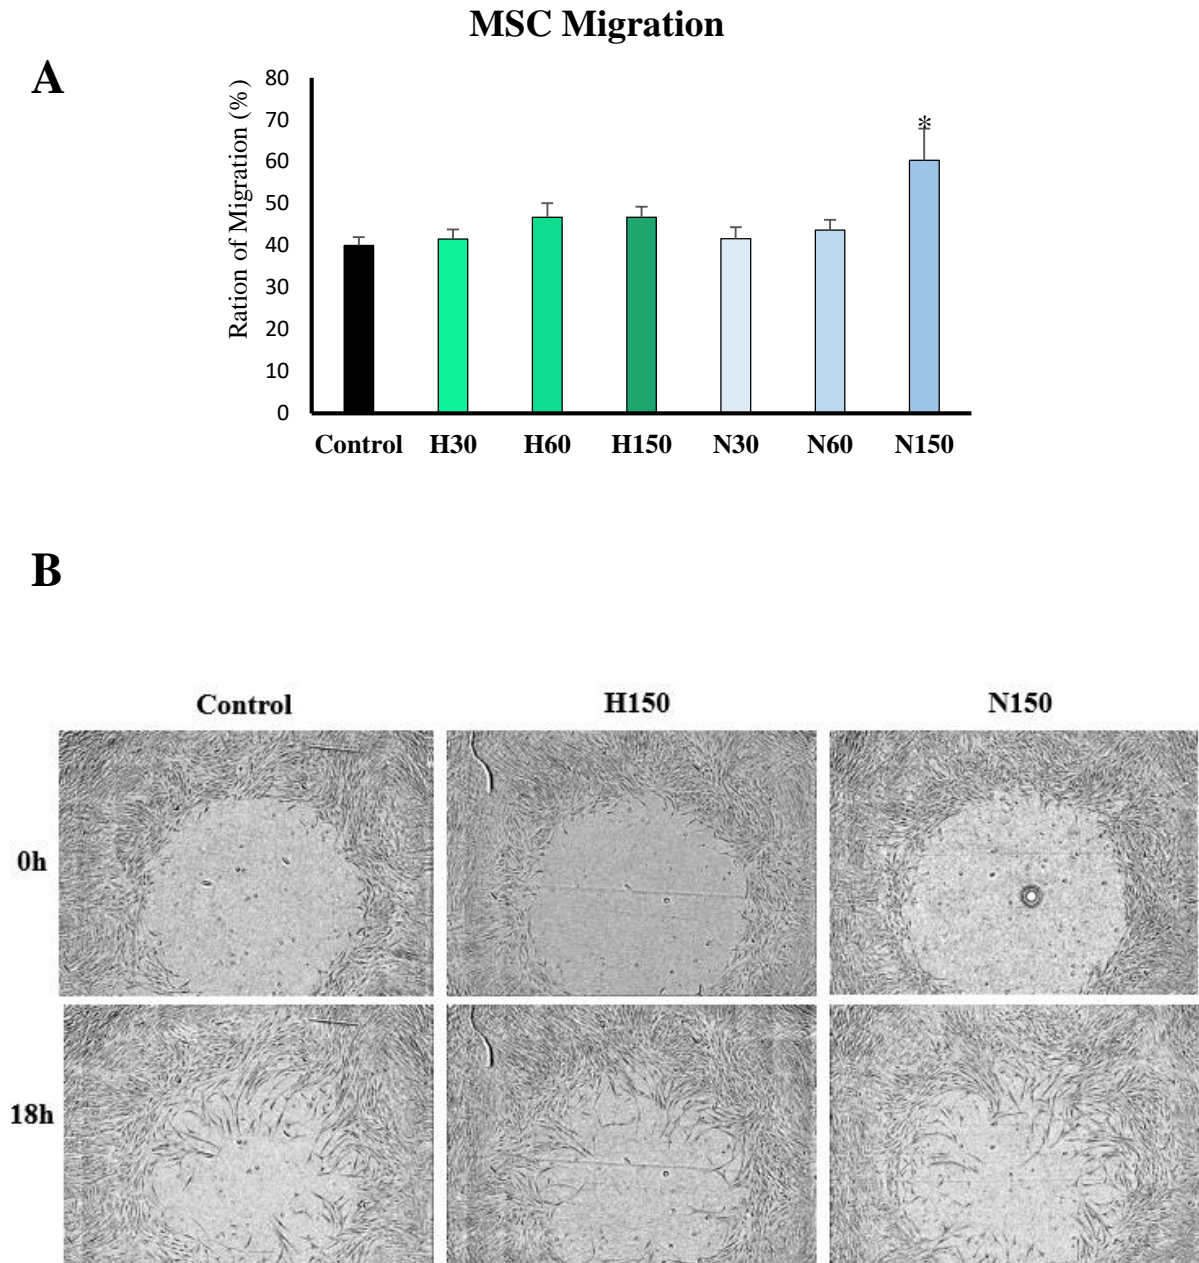 MSC Migration
A
Ration of Migration (%)
80
70
60
50
40
30
20
10
0
*
Control H30 H60 H150 N30 N60 N150
B
Control H150 N150
0h
18h